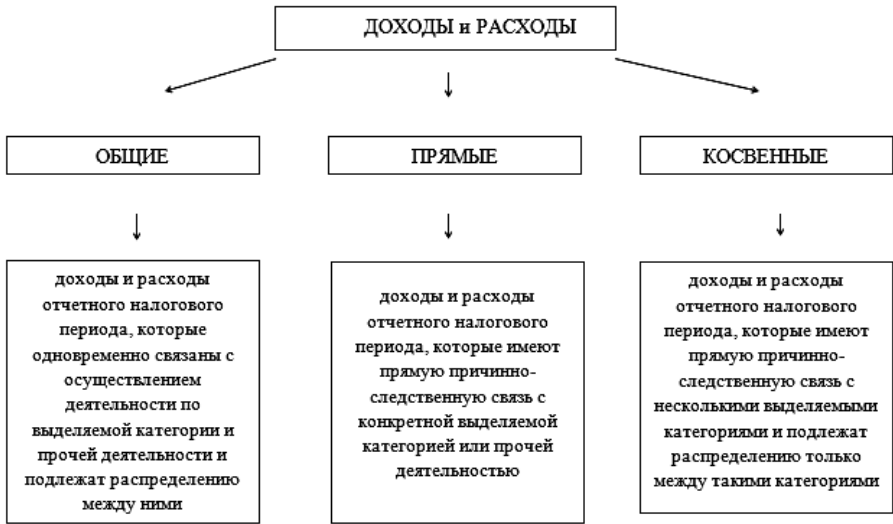 ДОХОДЫ и РАСХОДЫ
ОБЩИЕ
ПРЯМЫЕ
КОСВЕННЫЕ
доходы и расходы
отчетного налогового
периода, которые
одновременно связаны с
осуществлением
деятельности по
выделяемой категории и
прочей деятельности и
подлежат распределению
между ними
доходы и расходы
отчетного налогового
периода, которые имеют
прямую причинно-
следственную связь с
конкретной выделяемой
категорией или прочей
деятельностью
доходы и расходы
отчетного налогового
периода, которые имеют
прямую причинно-
следственную связь с
несколькими выделяемыми
категориями и подлежат
распределению только
между такими категориями